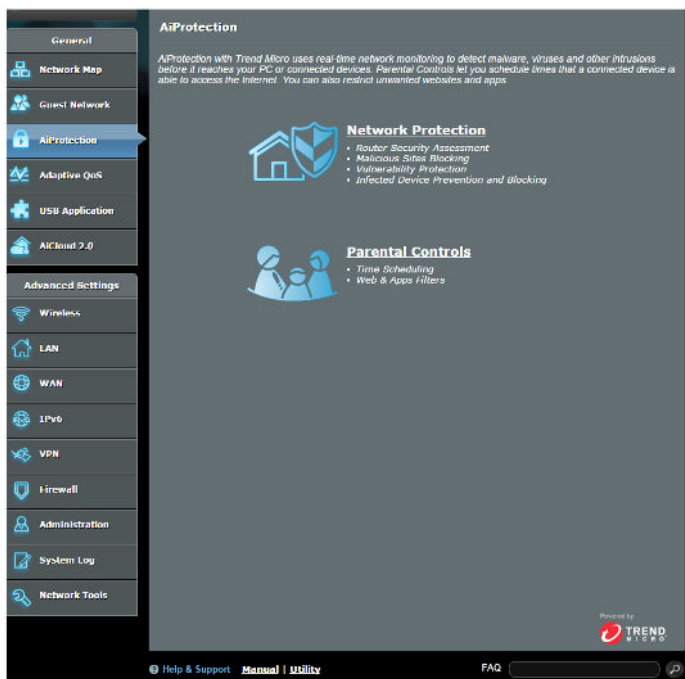 General
Network Map
Guest Network
AiProtection
Adaptive QoS
USB Application
AiCloud 2.0
Advanced Settings
Wireless
LAN
WAN
IPv6
VPN
Firewall
Administration
System Log
Network Tools
AiProtection
AiProtection with Trend Micro uses real-time network monitoring to detect malware, viruses and other intrusions
before it reaches your PC or connected devices. Parental Controls let you schedule times that a connected device is
able to access the Internet. You can also restrict unwanted websites and apps
Network Protection
• Router Security Assessment
• Malicious Sites Blocking
• Vulnerability Protection
• Infected Device Prevention and Blocking
Parental Controls
• Time Scheduling
• Web & Apps Filters
Powered by
TREND
MICRO
Help & Support Manual | Utility FAQ